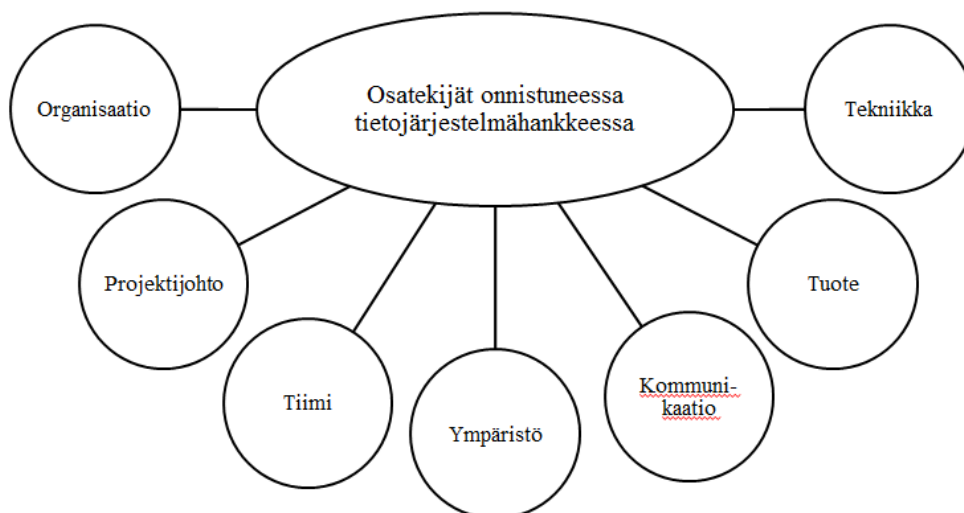 Osatekijät onnistuneessa
tietojärjestelmähankkeessa
Organisaatio
Tekniikka
Projektijohto
Tuote
Tiimi
Kommuni-
kaatio
Ympäristö